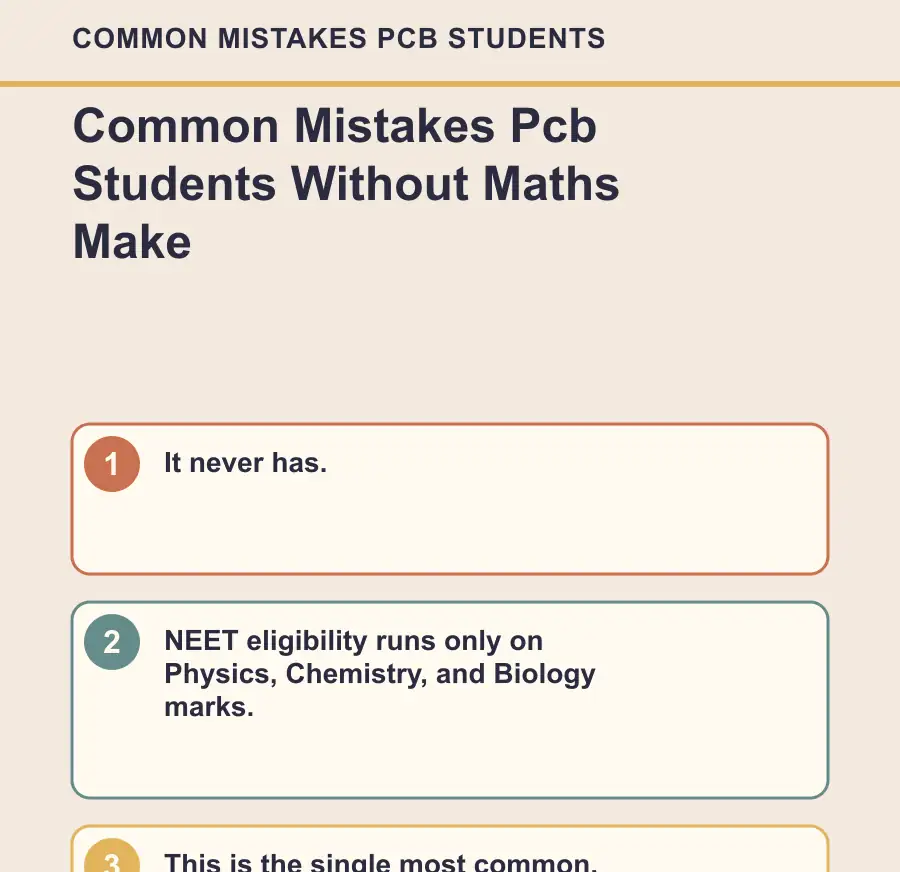 COMMON MISTAKES PCB STUDENTS
Common Mistakes Pcb
Students Without Maths
Make
1
It never has.
2
NEET eligibility runs only on
Physics, Chemistry, and Biology
marks.
3
This is the single most common,